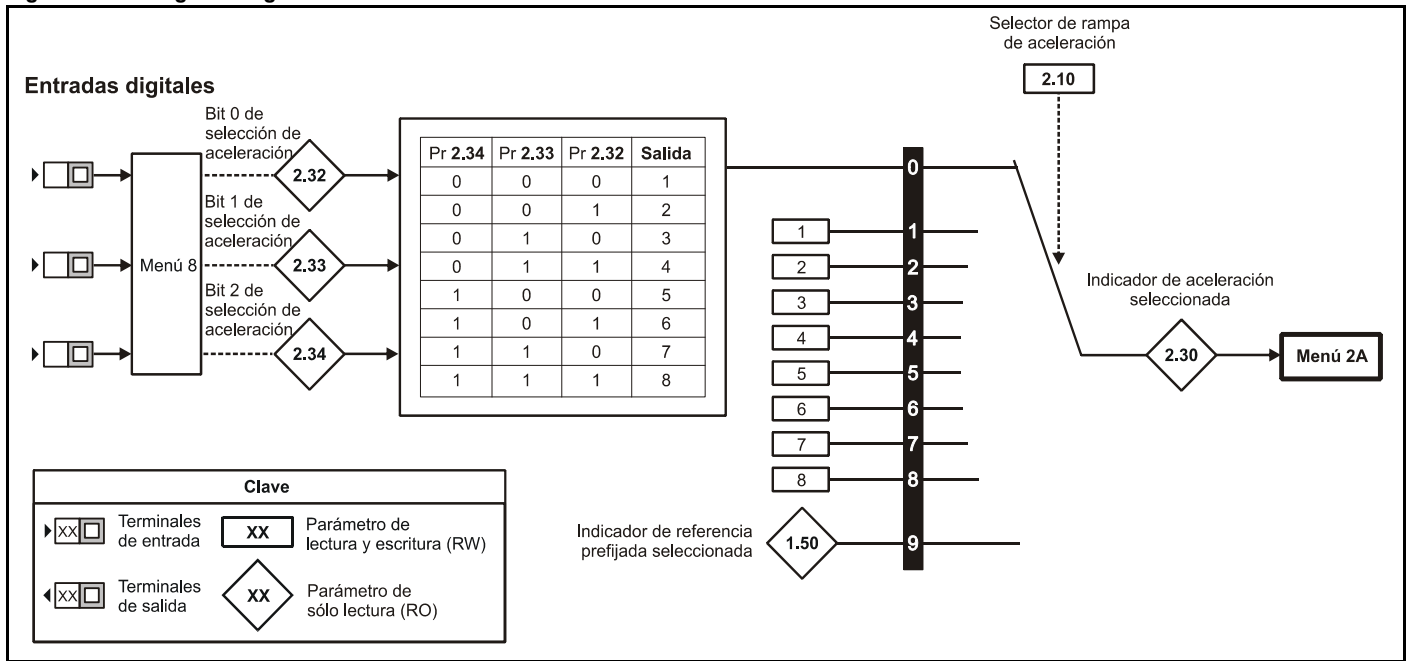 Selector de rampa
de aceleración
2.10
Entradas digitales
Bit 0 de
selección de
aceleración
2.32
Bit 1 de
selección de
aceleración
2.33
Bit 2 de
selección de
aceleración
2.34
Menú 8
Pr 2.34 Pr 2.33 Pr 2.32 Salida
0 0 0 1
0 0 1 2
0 1 0 3
0 1 1 4
1 0 0 5
1 0 1 6
1 1 0 7
1 1 1 8
0
1 1
2 2
3 3
4 4
5 5
6 6
7 7
8 8
Indicador de referencia
prefijada seleccionada
1.50
9
Indicador de aceleración
seleccionada
2.30
Menú 2A
Clave
XX
Terminales
de entrada
XX
Parámetro de
lectura y escritura (RW)
XX
Terminales
de salida
XX
Parámetro de
sólo lectura (RO)